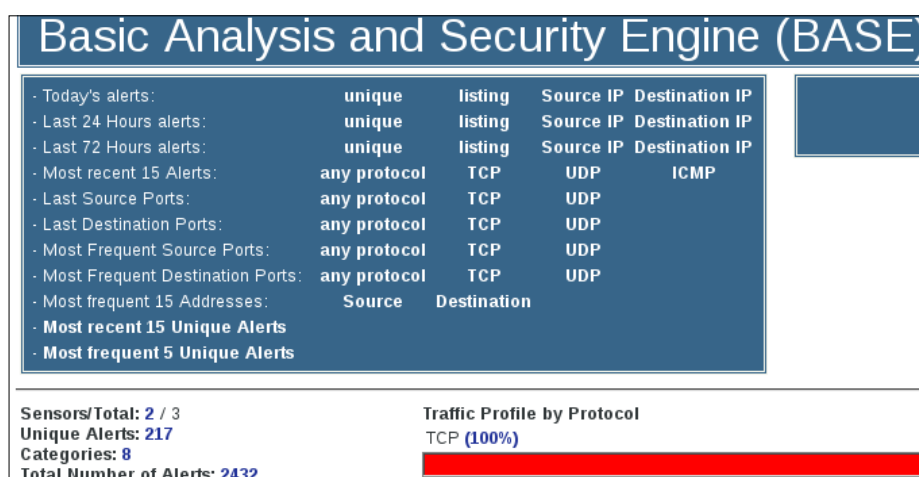 Basic Analysis and Security Engine (BASE)
- Today's alerts: unique listing Source IP Destination IP
- Last 24 Hours alerts: unique listing Source IP Destination IP
- Last 72 Hours alerts: unique listing Source IP Destination IP
- Most recent 15 Alerts: any protocol TCP UDP ICMP
- Last Source Ports: any protocol TCP UDP
- Last Destination Ports: any protocol TCP UDP
- Most Frequent Source Ports: any protocol TCP UDP
- Most Frequent Destination Ports: any protocol TCP UDP
- Most frequent 15 Addresses: Source Destination
- Most recent 15 Unique Alerts
- Most frequent 5 Unique Alerts
Sensors/Total: 2 / 3
Unique Alerts: 217
Categories: 8
Total Number of Alerts: 2432
Traffic Profile by Protocol
TCP (100%)